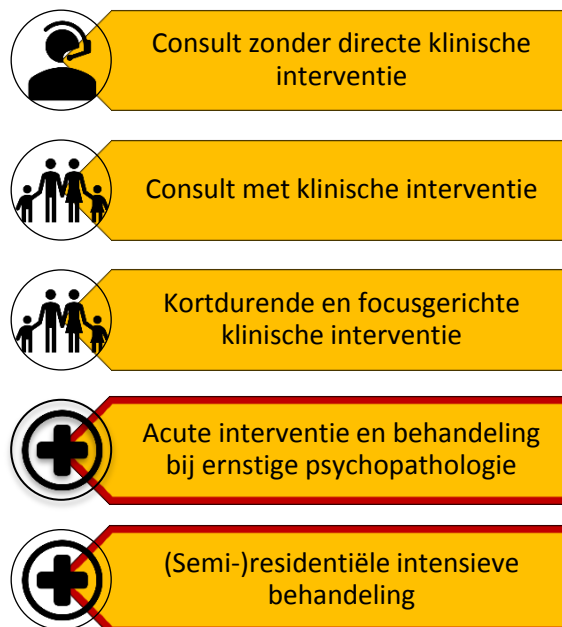 Consult zonder directe klinische
interventie
Consult met klinische interventie
Kortdurende en focusgerichte
klinische interventie
Acute interventie en behandeling
bij ernstige psychopathologie
(Semi-)residentiële intensieve
behandeling